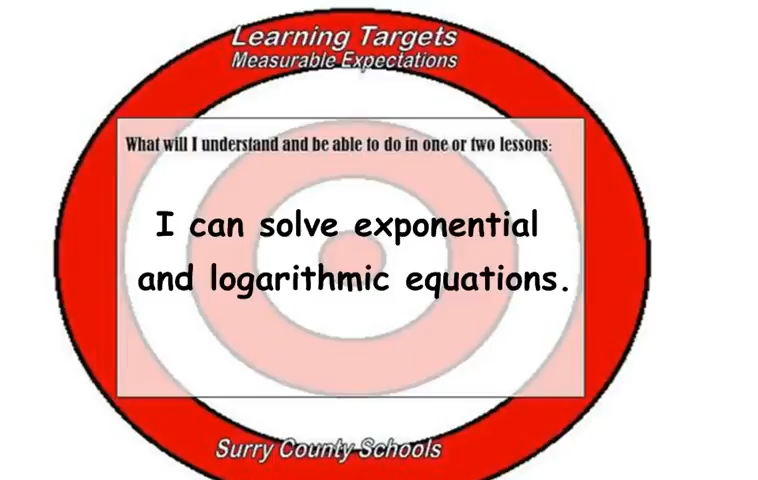 Learning Targets
Measurable Expectations
What will I understand and be able to do in one or two lessons:
I can solve exponential
and logarithmic equations.
Surry County Schools